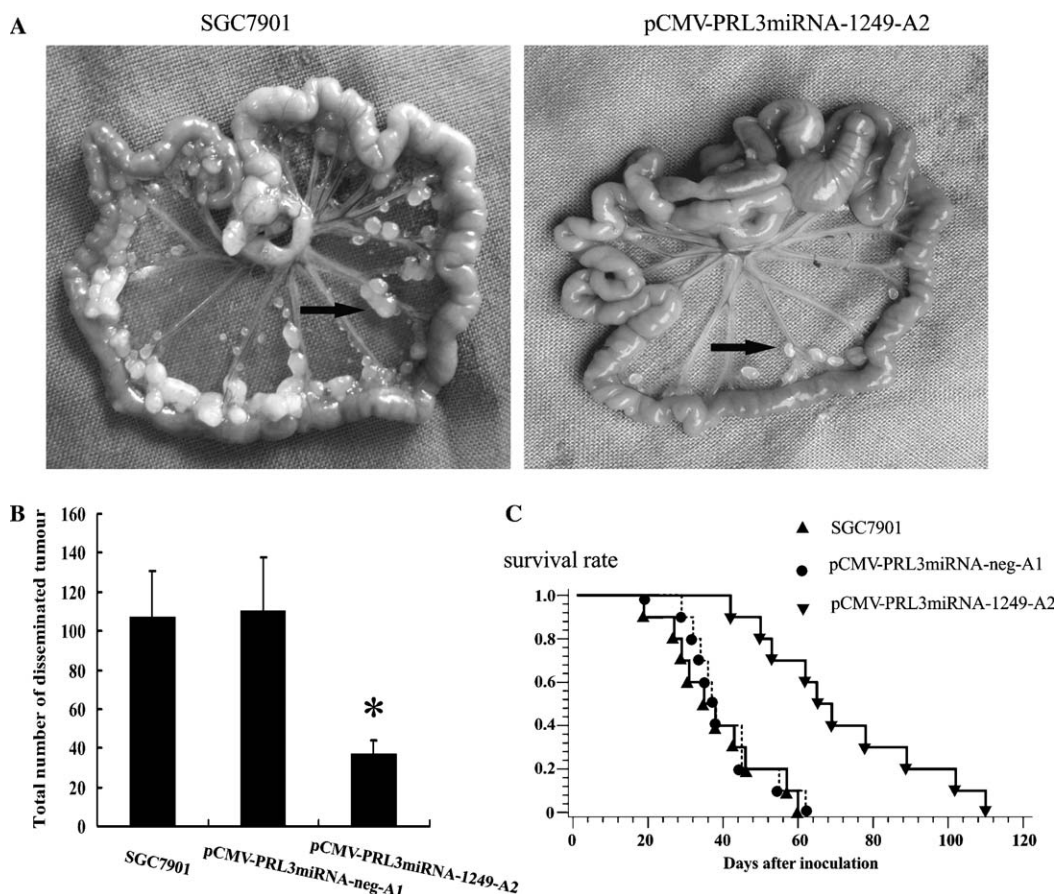 SGC7901
pCMV-PRL3miRNA-1249-A2
A
B
Total number of disseminated tumour
160
140
120
100
80
60
40
20
0
SGC7901
pCMV-PRL3miRNA-neg-A1
pCMV-PRL3miRNA-1249-A2
*
C
survival rate
SGC7901
pCMV-PRL3miRNA-neg-A1
pCMV-PRL3miRNA-1249-A2
1.0
0.8
0.6
0.4
0.2
0
0 20 40 60 80 100 120
Days after inoculation